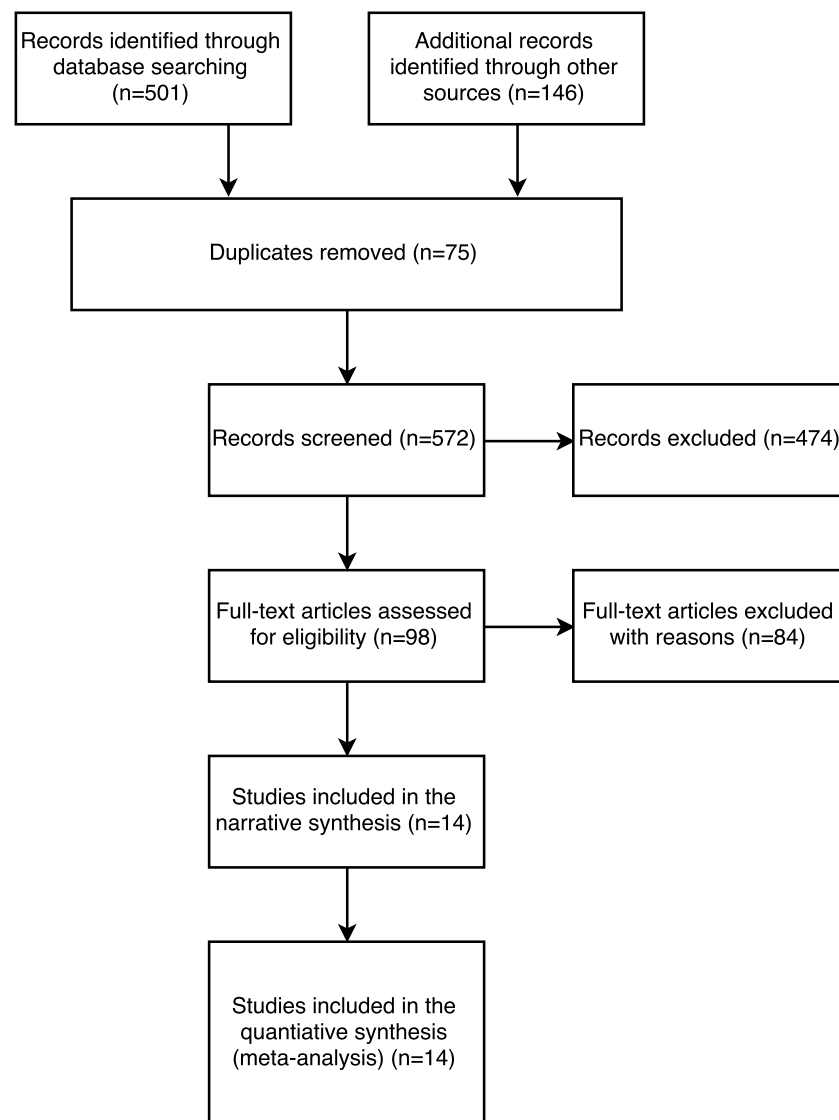 Records identified through
database searching
(n=501)
Additional records
identified through other
sources (n=146)
Duplicates removed (n=75)
Records screened (n=572)
Records excluded (n=474)
Full-text articles assessed
for eligibility (n=98)
Full-text articles excluded
with reasons (n=84)
Studies included in the
narrative synthesis (n=14)
Studies included in the
quantiative synthesis
(meta-analysis) (n=14)